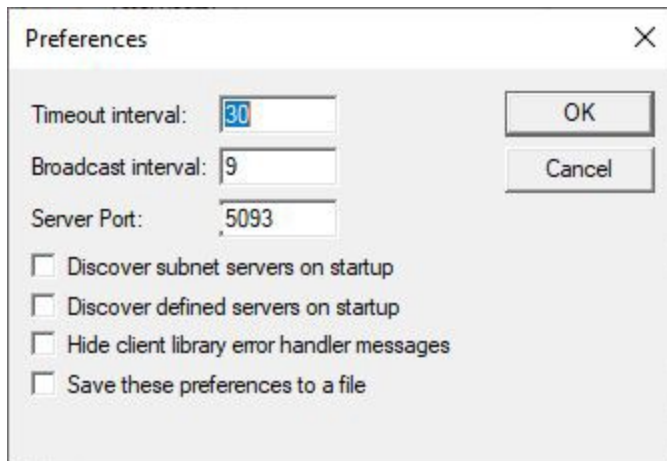 Preferences
Timeout interval: 30
OK
Broadcast interval: 9
Cancel
Server Port: 5093
Discover subnet servers on startup
Discover defined servers on startup
Hide client library error handler messages
Save these preferences to a file